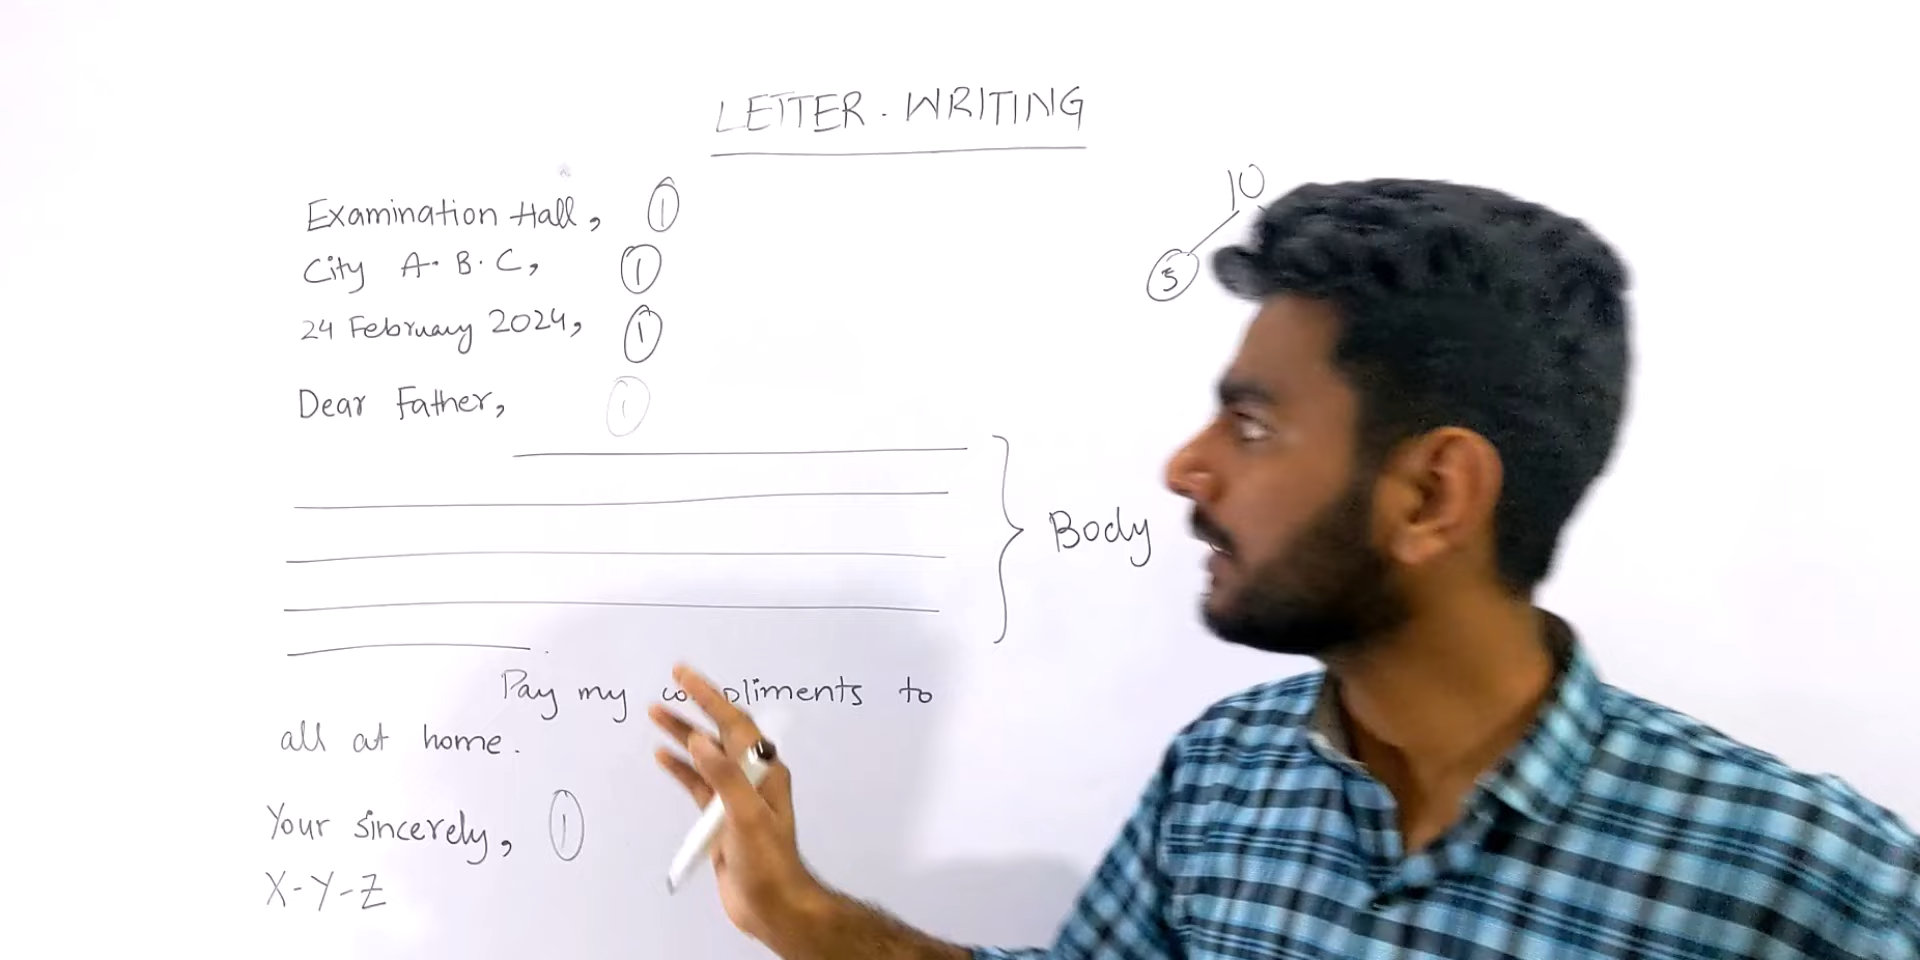 LETTER. WRITING
Examination Hall, 1
City A. B. C, 1
24 February 2024, 1
Dear Father, 1
Body
Pay my compliments to
all at home.
Your sincerely, 1
X-Y-Z
10
5